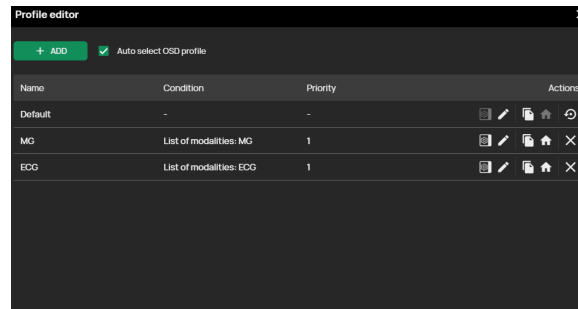 Profile editor
+ ADD
Auto select OSD profile
Name Condition Priority Actions
Default - -
MG List of modalities: MG 1
ECG List of modalities: ECG 1